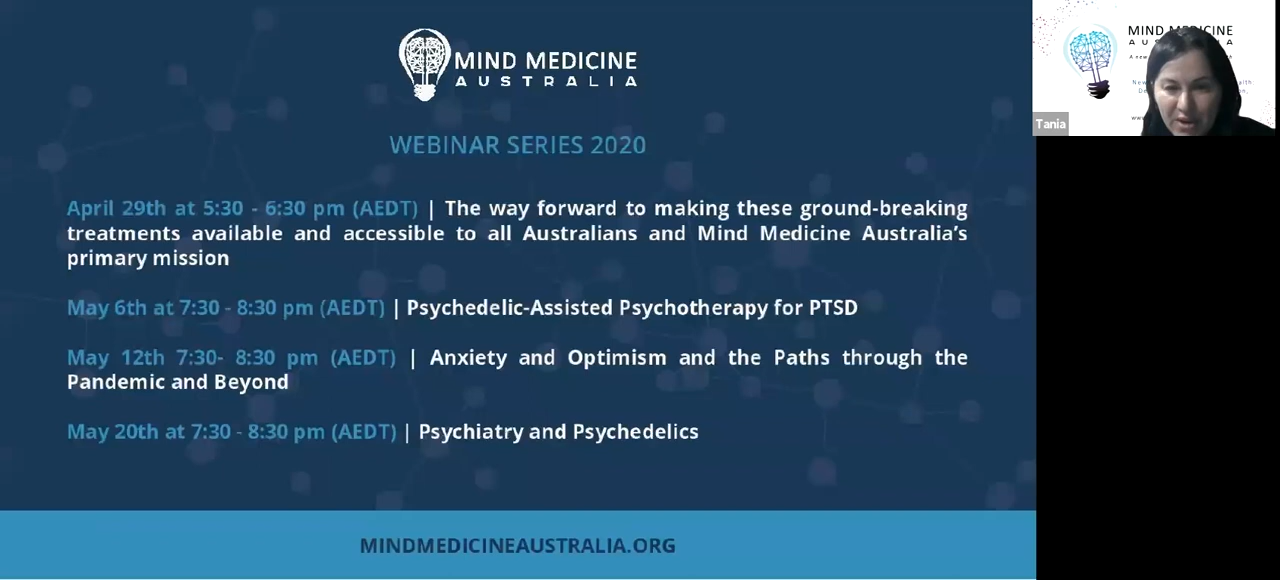 MIND MEDICINE
AUSTRALIA
WEBINAR SERIES 2020
April 29th at 5:30 - 6:30 pm (AEDT) | The way forward to making these ground-breaking
treatments available and accessible to all Australians and Mind Medicine Australia's
primary mission
May 6th at 7:30 - 8:30 pm (AEDT) | Psychedelic-Assisted Psychotherapy for PTSD
May 12th 7:30- 8:30 pm (AEDT) | Anxiety and Optimism and the Paths through the
Pandemic and Beyond
May 20th at 7:30 - 8:30 pm (AEDT) | Psychiatry and Psychedelics
MINDMEDICINEAUSTRALIA.ORG
MIND MEDICINE
Tania